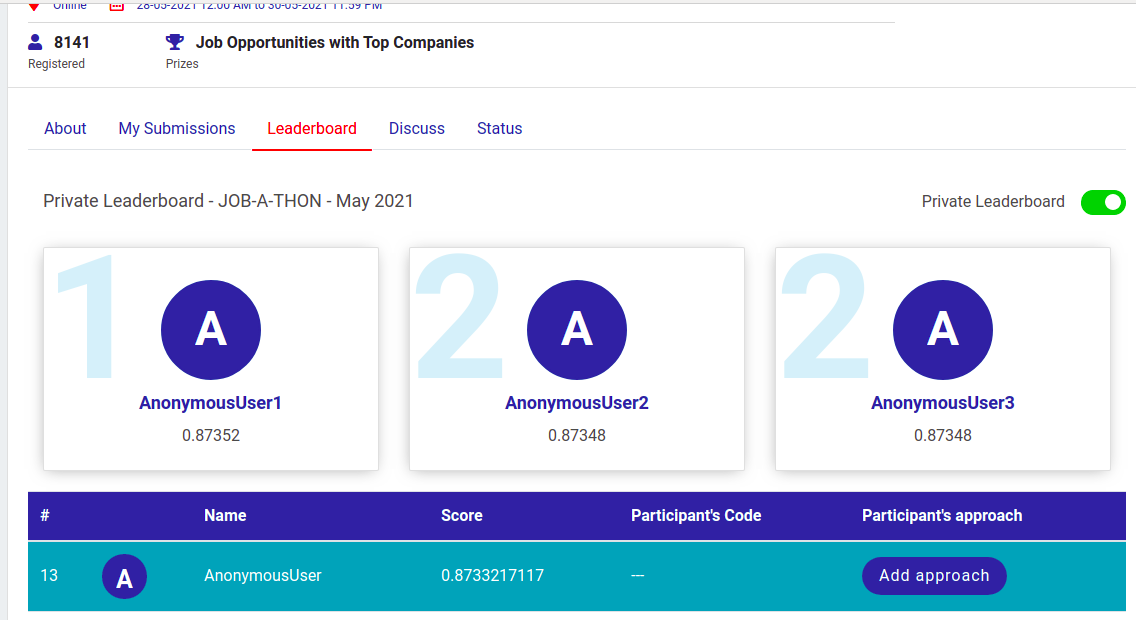 Online 28-05-2021 12:00 AM to 30-05-2021 11:59 PM
8141 Job Opportunities with Top Companies
Registered Prizes
About My Submissions Leaderboard Discuss Status
Private Leaderboard - JOB-A-THON - May 2021 Private Leaderboard
1 2 2
A A A
AnonymousUser1 AnonymousUser2 AnonymousUser3
0.87352 0.87348 0.87348
# Name Score Participant's Code Participant's approach
13 A AnonymousUser 0.8733217117 --- Add approach